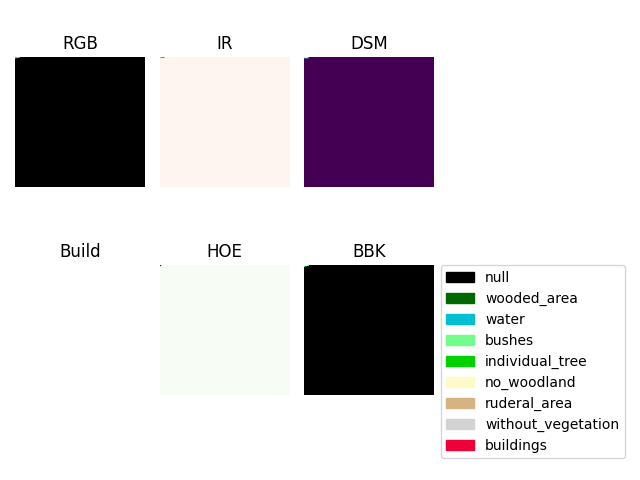 RGB
IR
DSM
Build
HOE
BBK
null
wooded_area
water
bushes
individual_tree
no_woodland
ruderal_area
without_vegetation
buildings